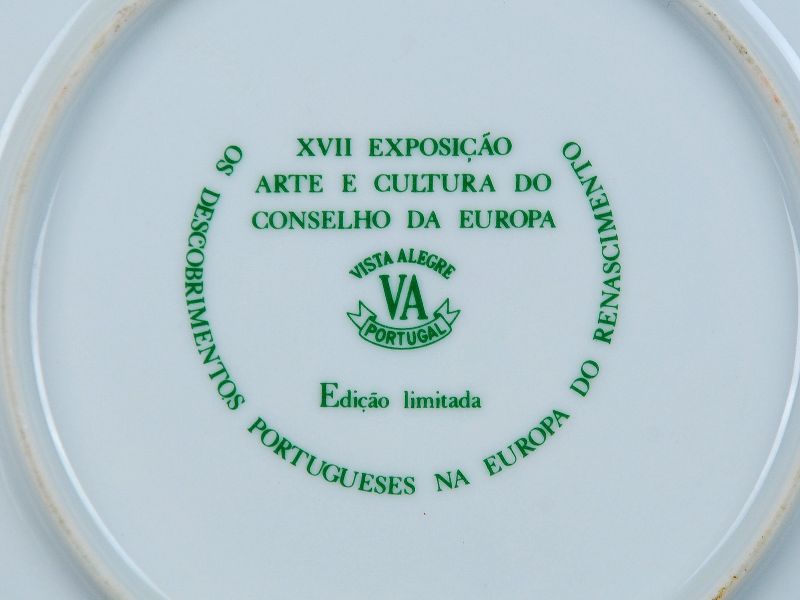 XVII EXPOSIÇÃO
ARTE E CULTURA DO
CONSELHO DA EUROPA
VISTA ALEGRE
VA
PORTUGAL
Edição limitada
OS DESCOBRIMENTOS PORTUGUESES NA EUROPA DO RENASCIMENTO